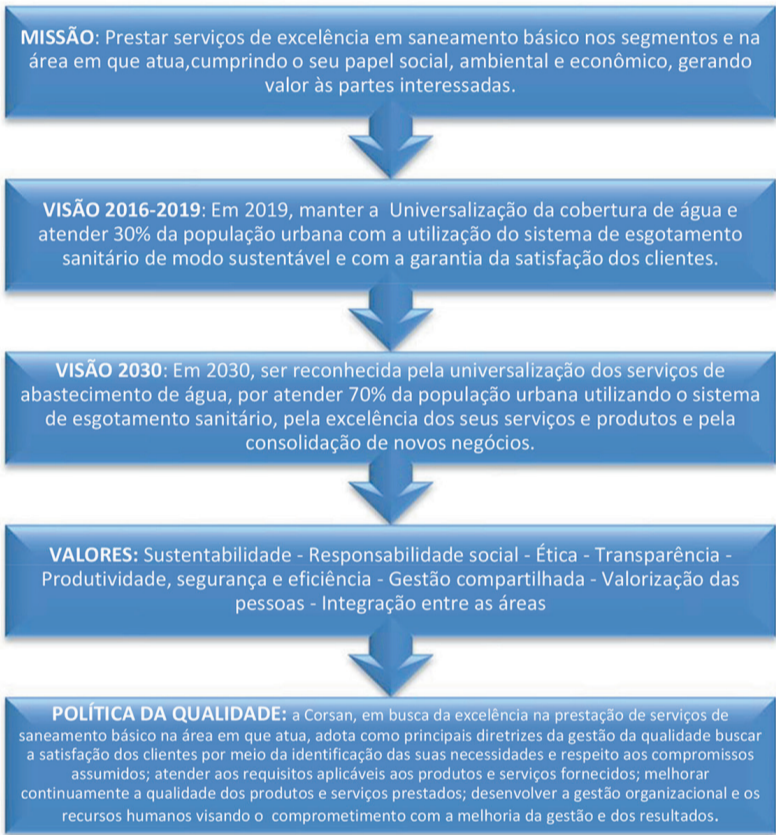 MISSÃO: Prestar serviços de excelência em saneamento básico nos segmentos e na
área em que atua,cumprindo o seu papel social, ambiental e econômico, gerando
valor às partes interessadas.
VISÃO 2016-2019: Em 2019, manter a Universalização da cobertura de água e
atender 30% da população urbana com a utilização do sistema de esgotamento
sanitário de modo sustentável e com a garantia da satisfação dos clientes.
VISÃO 2030: Em 2030, ser reconhecida pela universalização dos serviços de
abastecimento de água, por atender 70% da população urbana utilizando o sistema
de esgotamento sanitário, pela excelência dos seus serviços e produtos e pela
consolidação de novos negócios.
VALORES: Sustentabilidade - Responsabilidade social - Ética - Transparência -
Produtividade, segurança e eficiência - Gestão compartilhada - Valorização das
pessoas - Integração entre as áreas
POLÍTICA DA QUALIDADE: a Corsan, em busca da excelência na prestação de serviços de
saneamento básico na área em que atua, adota como principais diretrizes da gestão da qualidade buscar
a satisfação dos clientes por meio da identificação das suas necessidades e respeito aos compromissos
assumidos; atender aos requisitos aplicáveis aos produtos e serviços fornecidos; melhorar
continuamente a qualidade dos produtos e serviços prestados; desenvolver a gestão organizacional e os
recursos humanos visando o comprometimento com a melhoria da gestão e dos resultados.